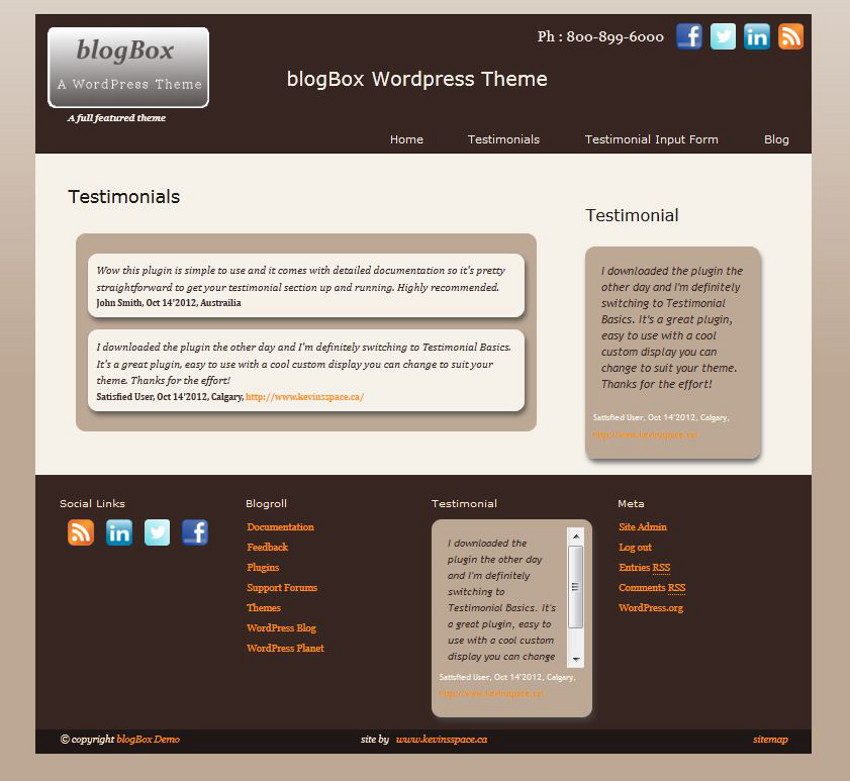 blogBox
A WordPress Theme
A full featured theme
Ph : 800-899-6000
blogBox Wordpress Theme
Home Testimonials Testimonial Input Form Blog
Testimonials
Wow this plugin is simple to use and it comes with detailed documentation so it's pretty
straightforward to get your testimonial section up and running. Highly recommended.
John Smith, Oct 14'2012, Austrailia
I downloaded the plugin the other day and I'm definitely switching to Testimonial Basics.
It's a great plugin, easy to use with a cool custom display you can change to suit your
theme. Thanks for the effort!
Satisfied User, Oct 14'2012, Calgary, http://www.kevinsspace.ca/
Testimonial
I downloaded the plugin the
other day and I'm definitely
switching to Testimonial
Basics. It's a great plugin,
easy to use with a cool
custom display you can
change to suit your theme.
Thanks for the effort!
Satisfied User, Oct 14'2012, Calgary,
http://www.kevinsspace.ca/
Social Links
Blogroll
Documentation
Feedback
Plugins
Support Forums
Themes
WordPress Blog
WordPress Planet
Testimonial
I downloaded the
plugin the other day
and I'm definitely
switching to
Testimonial Basics. It's
a great plugin, easy to
use with a cool custom
display you can change
Satisfied User, Oct 14'2012, Calgary,
http://www.kevinsspace.ca/
Meta
Site Admin
Log out
Entries RSS
Comments RSS
WordPress.org
© copyright blogBox Demo site by www.kevinsspace.ca sitemap